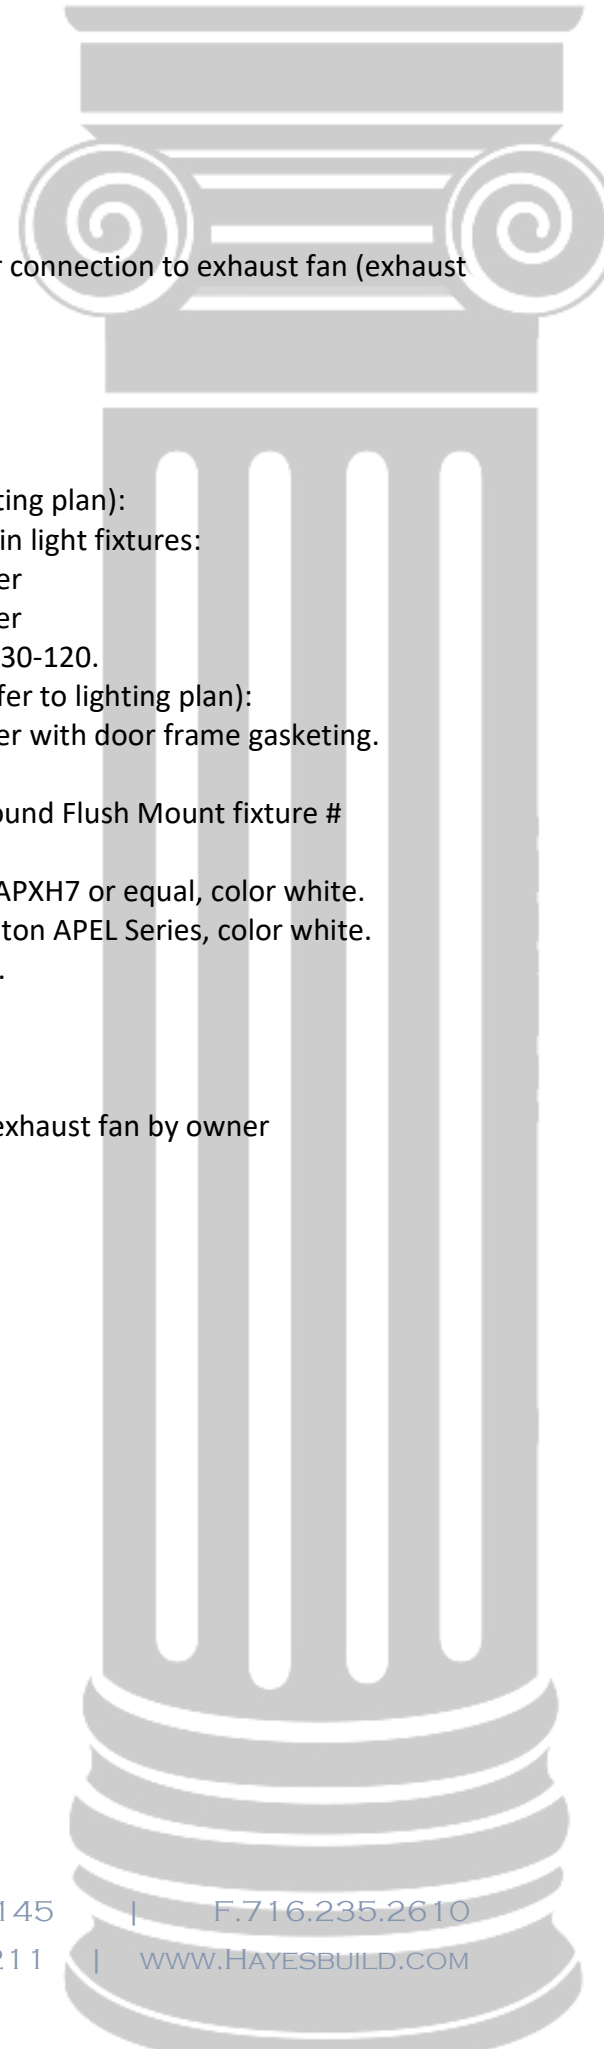 r connection to exhaust fan (exhaust
ting plan):
in light fixtures:
er
er
30-120.
fer to lighting plan):
er with door frame gasketing.
ound Flush Mount fixture #
APXH7 or equal, color white.
ton APEL Series, color white.
.
exhaust fan by owner
145 | F.716.235.2610
211 | www.Hayesbuild.com